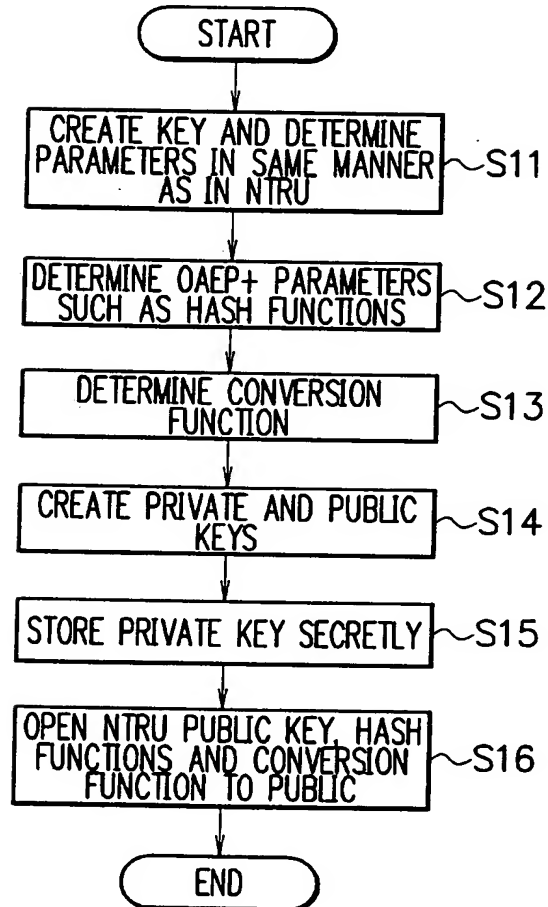 START
CREATE KEY AND DETERMINE
PARAMETERS IN SAME MANNER
AS IN NTRU
S11
DETERMINE OAEP+ PARAMETERS
SUCH AS HASH FUNCTIONS
S12
DETERMINE CONVERSION
FUNCTION
S13
CREATE PRIVATE AND PUBLIC
KEYS
S14
STORE PRIVATE KEY SECRETLY
S15
OPEN NTRU PUBLIC KEY, HASH
FUNCTIONS AND CONVERSION
FUNCTION TO PUBLIC
S16
END